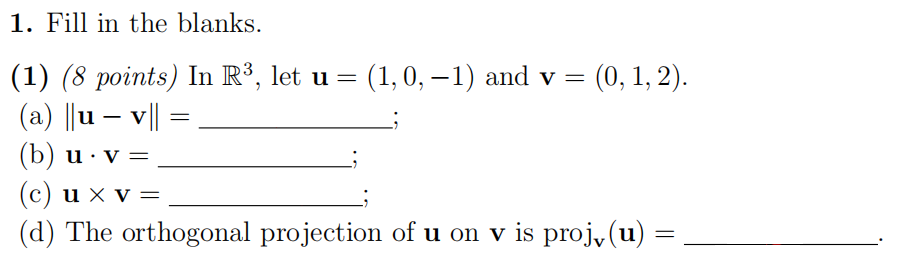 1. Fill in the blanks.
(1) (8 points) In ℝ³, let u = (1, 0, −1) and v = (0, 1, 2).
(a) ‖u − v‖ = ____________;
(b) u · v = ____________;
(c) u × v = ____________;
(d) The orthogonal projection of u on v is projᵥ(u) = ____________.